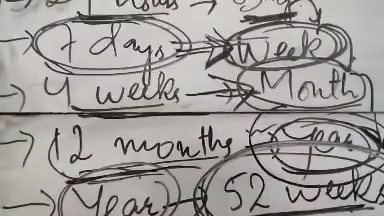 → 7 days → Week
→ 4 weeks → Month
→ 12 months → Year
→ Year → 52 weeks